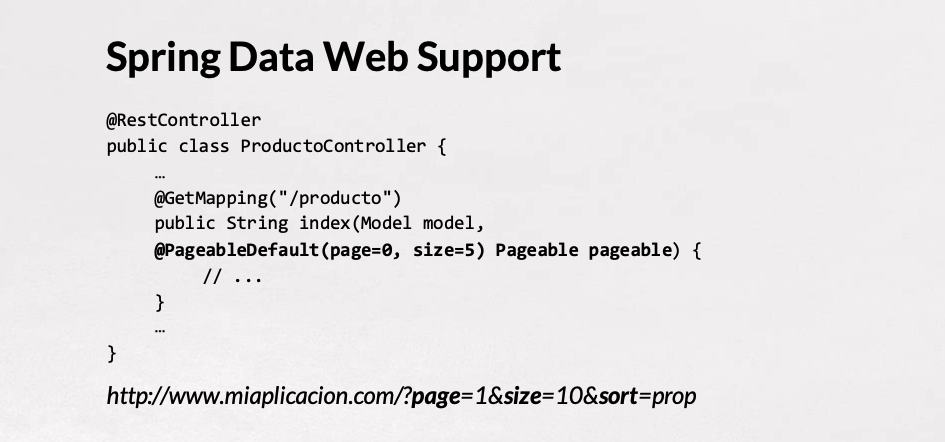 Spring Data Web Support
@RestController
public class ProductoController {
…
@GetMapping("/producto")
public String index(Model model,
@PageableDefault(page=0, size=5) Pageable pageable) {
// ...
}
…
}
http://www.miaplicacion.com/?page=1&size=10&sort=prop